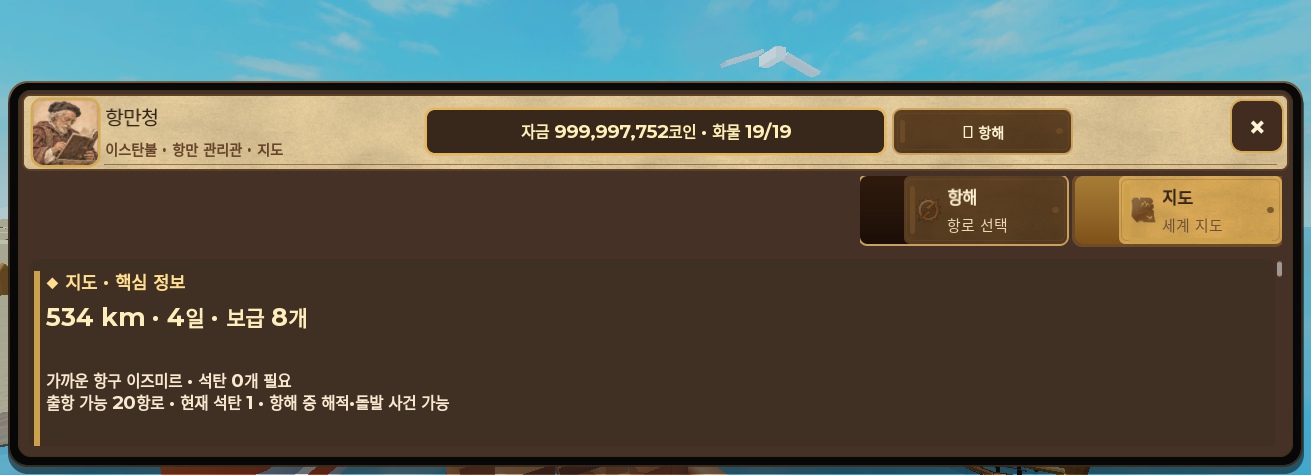 항만청
이스탄불 • 항만 관리관 • 지도
자금 999,997,752코인 • 화물 19/19
항해
×
항해
항로 선택
지도
세계 지도
◆ 지도 • 핵심 정보
534 km • 4일 • 보급 8개
가까운 항구 이즈미르 • 석탄 0개 필요
출항 가능 20항로 • 현재 석탄 1 • 항해 중 해적•돌발 사건 가능